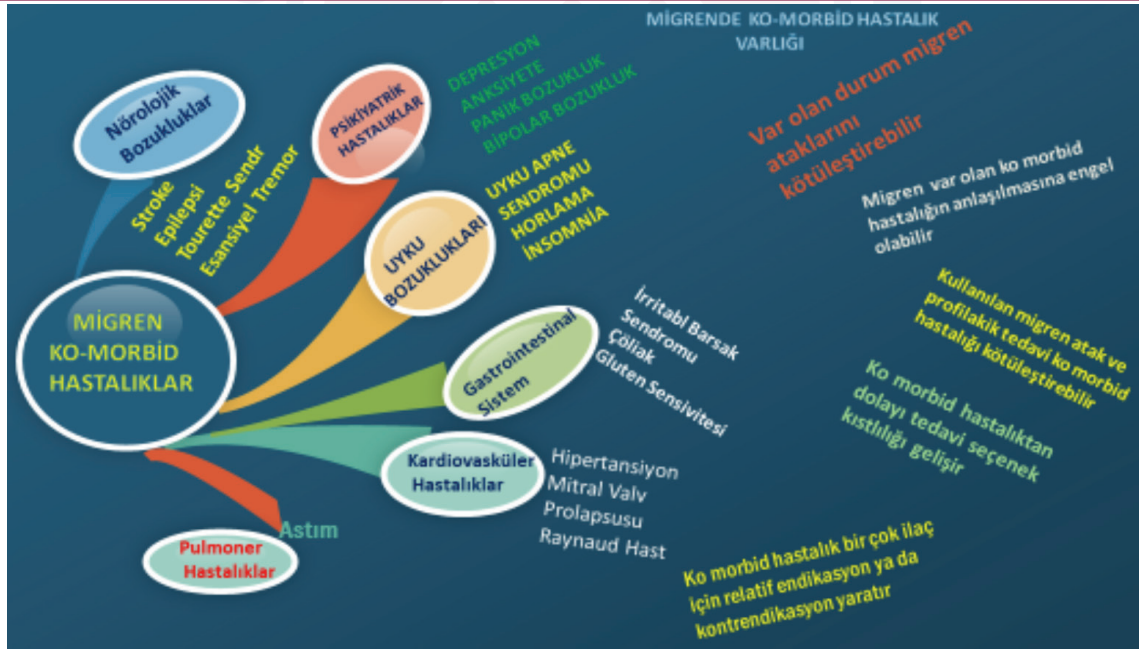 MİGRENDE KO-MORBİD HASTALIK
VARLIĞI
MİGREN
KO-MORBİD
HASTALIKLAR
Nörolojik
Bozukluklar
Stroke
Epilepsi
Tourette Sendr
Esansiyel Tremor
PSİKİYATRİK
HASTALIKLAR
DEPRESYON
ANKSİYETE
PANİK BOZUKLUK
BİPOLAR BOZUKLUK
UYKU
BOZUKLUKLARI
UYKU APNE
SENDROMU
HORLAMA
İNSOMNİA
Gastrointestinal
Sistem
İrritabl Barsak
Sendromu
Çöliak
Gluten Sensivitesi
Kardiovasküler
Hastalıklar
Hipertansiyon
Mitral Valv
Prolapsusu
Raynaud Hast
Pulmoner
Hastalıklar
Astım
Var olan durum migren
ataklarını
kötüleştirebilir
Migren var olan ko morbid
hastalığın anlaşılmasına engel
olabilir
Kullanılan migren atak ve
profilakik tedavi ko morbid
hastalığı kötüleştirebilir
Ko morbid hastalıktan
dolayı tedavi seçenek
kıstlılığı gelişir
Ko morbid hastalık bir çok ilaç
için relatif endikasyon ya da
kontrendikasyon yaratır